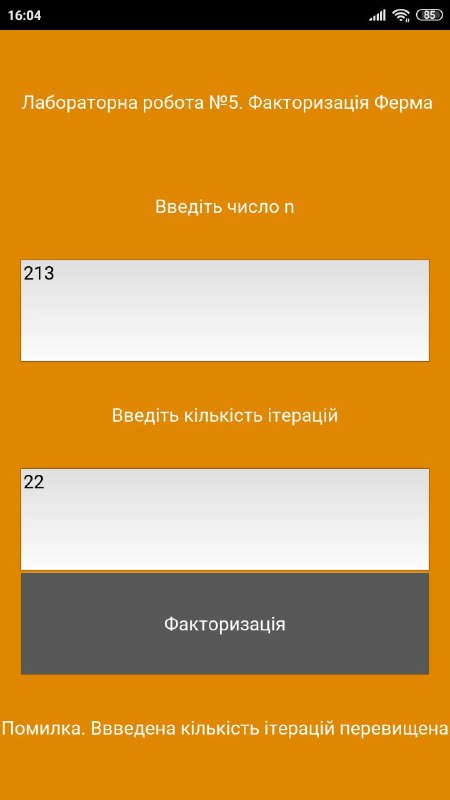 16:04
85
Лабораторна робота №5. Факторизація Ферма
Введіть число n
213
Введіть кількість ітерацій
22
Факторизація
Помилка. Ввведена кількість ітерацій перевищена